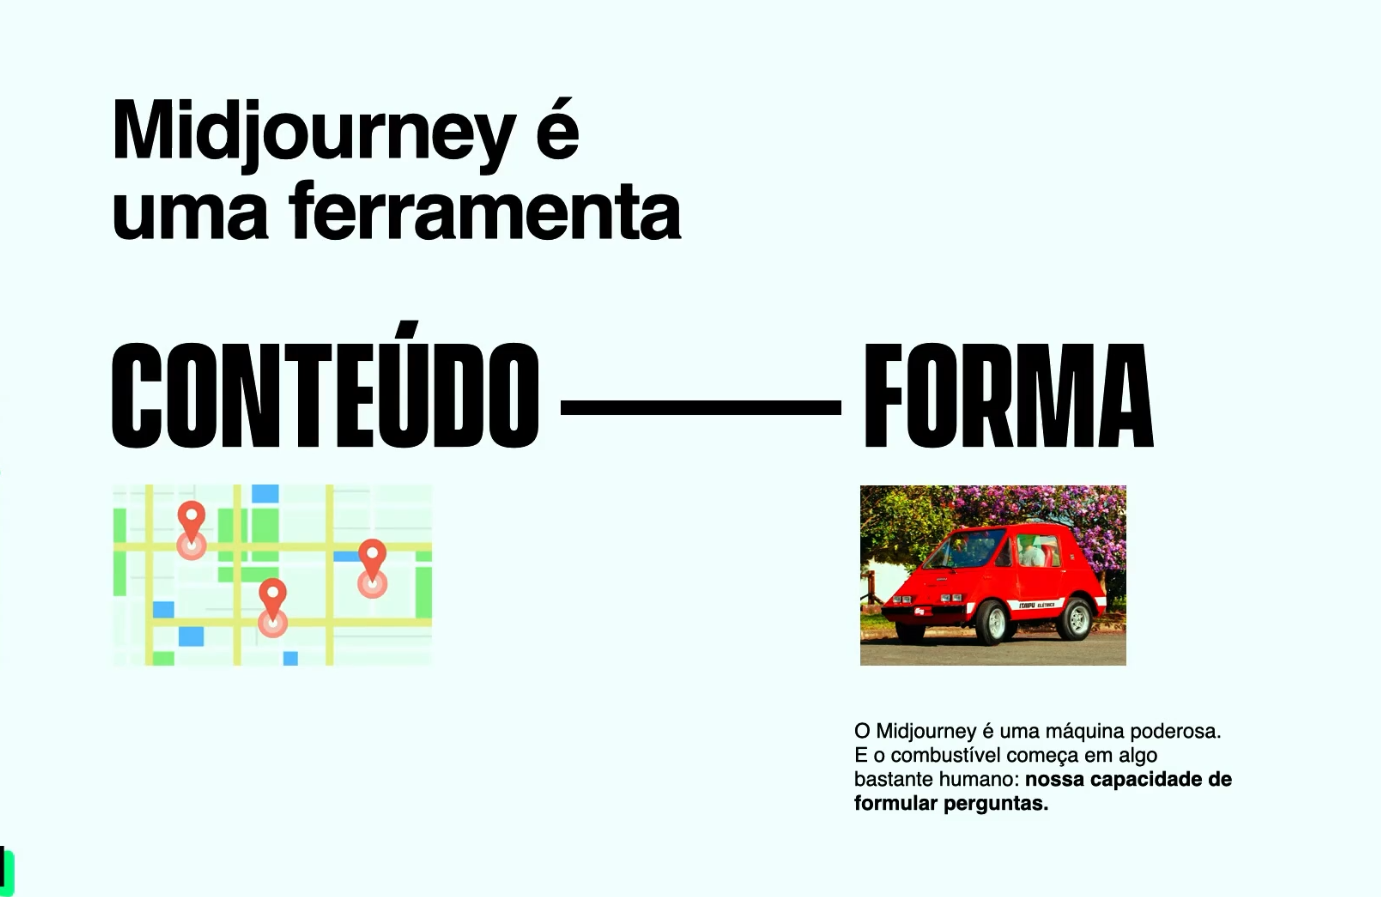 Midjourney é
uma ferramenta
CONTEÚDO
FORMA
ELÉTRICO
O Midjourney é uma máquina poderosa.
E o combustível começa em algo
bastante humano: nossa capacidade de
formular perguntas.